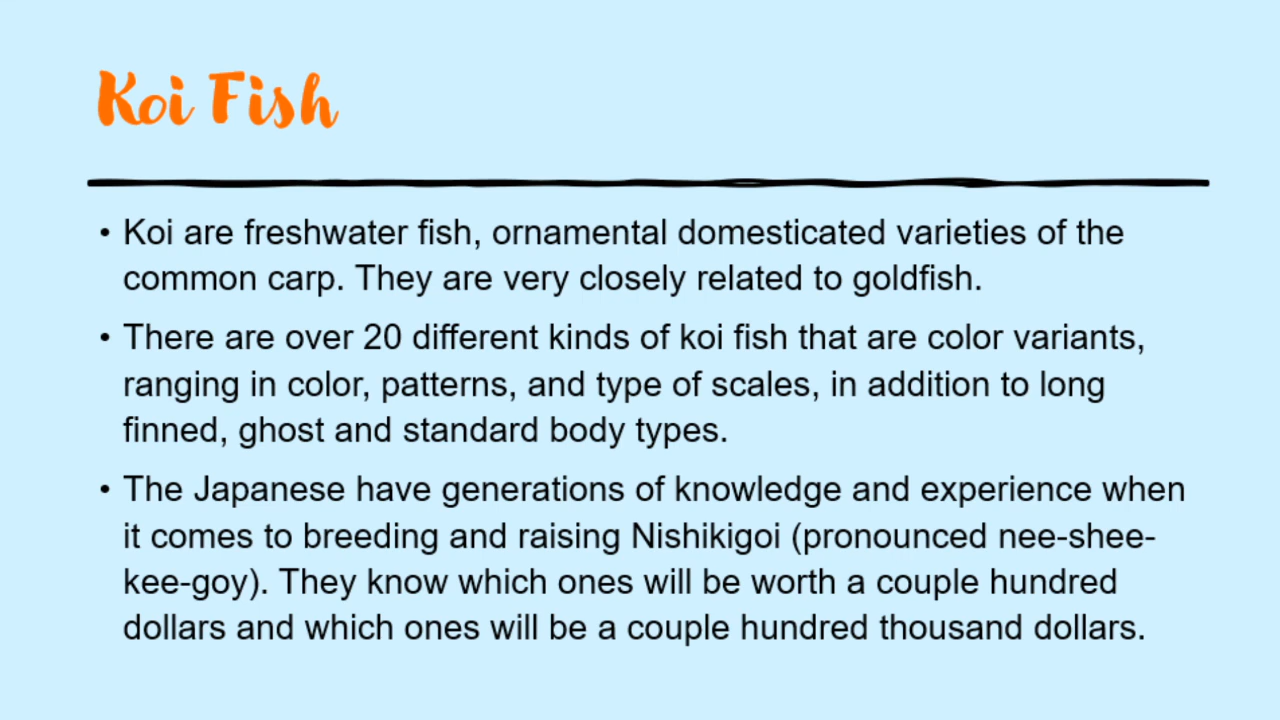 Koi Fish
• Koi are freshwater fish, ornamental domesticated varieties of the
common carp. They are very closely related to goldfish.
• There are over 20 different kinds of koi fish that are color variants,
ranging in color, patterns, and type of scales, in addition to long
finned, ghost and standard body types.
• The Japanese have generations of knowledge and experience when
it comes to breeding and raising Nishikigoi (pronounced nee-shee-
kee-goy). They know which ones will be worth a couple hundred
dollars and which ones will be a couple hundred thousand dollars.